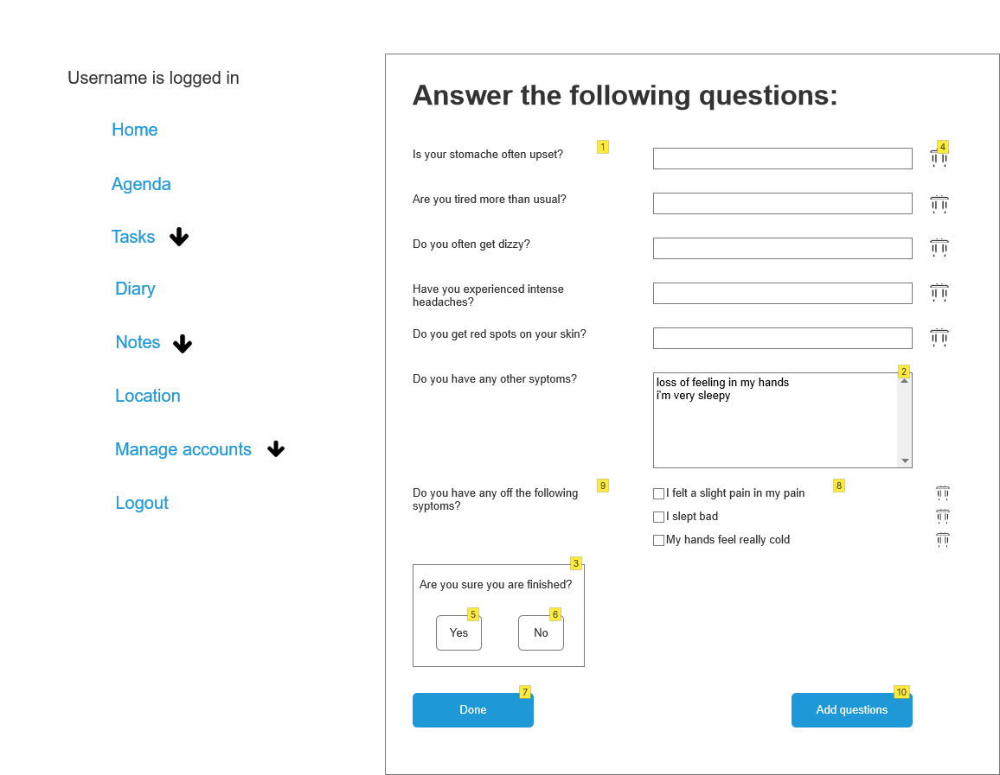 Username is logged in
Home
Agenda
Tasks
Diary
Notes
Location
Manage accounts
Logout
Answer the following questions:
Is your stomache often upset?
1
4
Are you tired more than usual?
Do you often get dizzy?
Have you experienced intense
headaches?
Do you get red spots on your skin?
Do you have any other syptoms?
2
loss of feeling in my hands
i'm very sleepy
Do you have any off the following
syptoms?
9
I felt a slight pain in my pain
8
I slept bad
My hands feel really cold
3
Are you sure you are finished?
5
Yes
6
No
7
Done
10
Add questions